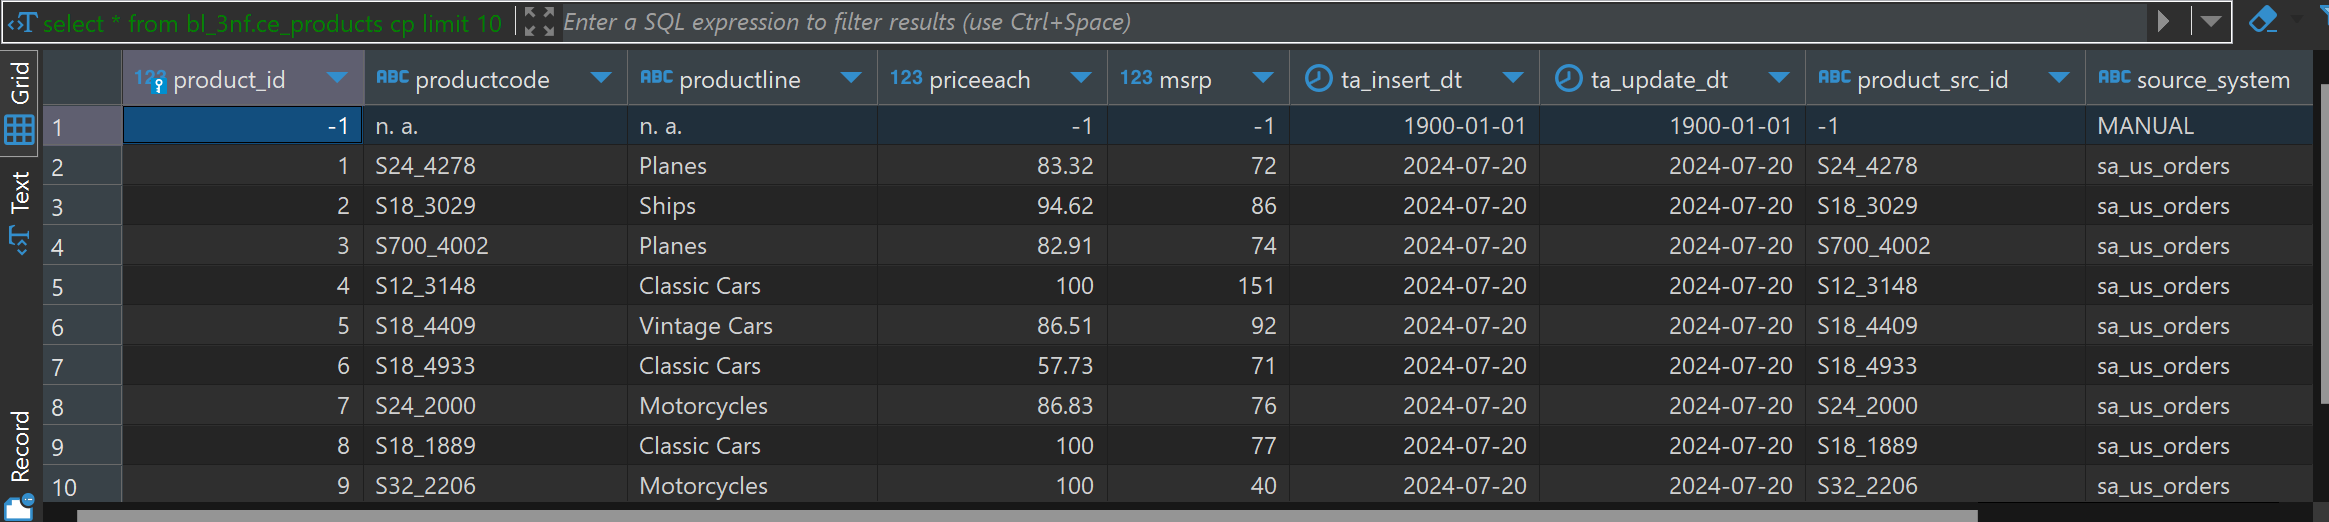 select * from bl_3nf.ce_products cp limit 10 Enter a SQL expression to filter results (use Ctrl+Space)
Grid
Text
Record
product_id productcode productline priceeach msrp ta_insert_dt ta_update_dt product_src_id source_system
1 -1 n. a. n. a. -1 -1 1900-01-01 1900-01-01 -1 MANUAL
2 1 S24_4278 Planes 83.32 72 2024-07-20 2024-07-20 S24_4278 sa_us_orders
3 2 S18_3029 Ships 94.62 86 2024-07-20 2024-07-20 S18_3029 sa_us_orders
4 3 S700_4002 Planes 82.91 74 2024-07-20 2024-07-20 S700_4002 sa_us_orders
5 4 S12_3148 Classic Cars 100 151 2024-07-20 2024-07-20 S12_3148 sa_us_orders
6 5 S18_4409 Vintage Cars 86.51 92 2024-07-20 2024-07-20 S18_4409 sa_us_orders
7 6 S18_4933 Classic Cars 57.73 71 2024-07-20 2024-07-20 S18_4933 sa_us_orders
8 7 S24_2000 Motorcycles 86.83 76 2024-07-20 2024-07-20 S24_2000 sa_us_orders
9 8 S18_1889 Classic Cars 100 77 2024-07-20 2024-07-20 S18_1889 sa_us_orders
10 9 S32_2206 Motorcycles 100 40 2024-07-20 2024-07-20 S32_2206 sa_us_orders